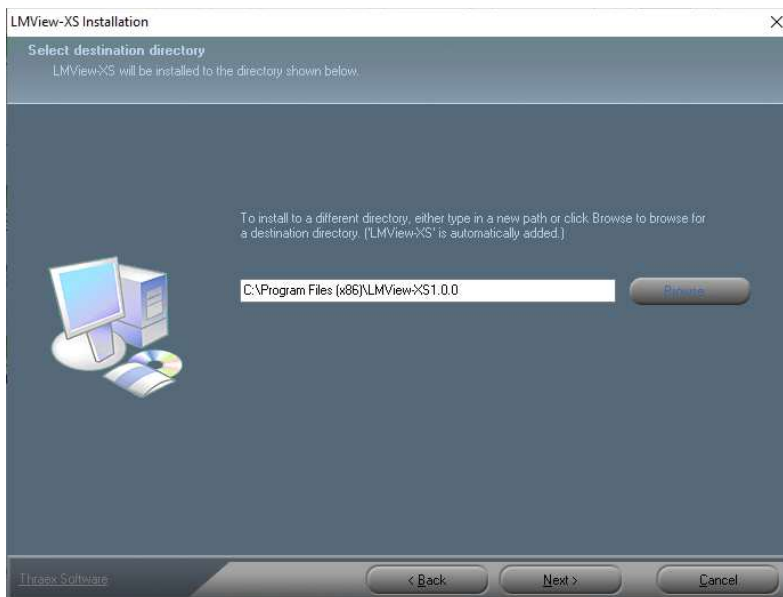 LMView-XS Installation
Select destination directory
LMView-XS will be installed to the directory shown below.
To install to a different directory, either type in a new path or click Browse to browse for
a destination directory. ('LMView-XS' is automatically added.)
C:\Program Files (x86)\LMView-XS1.0.0
Browse
Thraex Software
< Back
Next >
Cancel